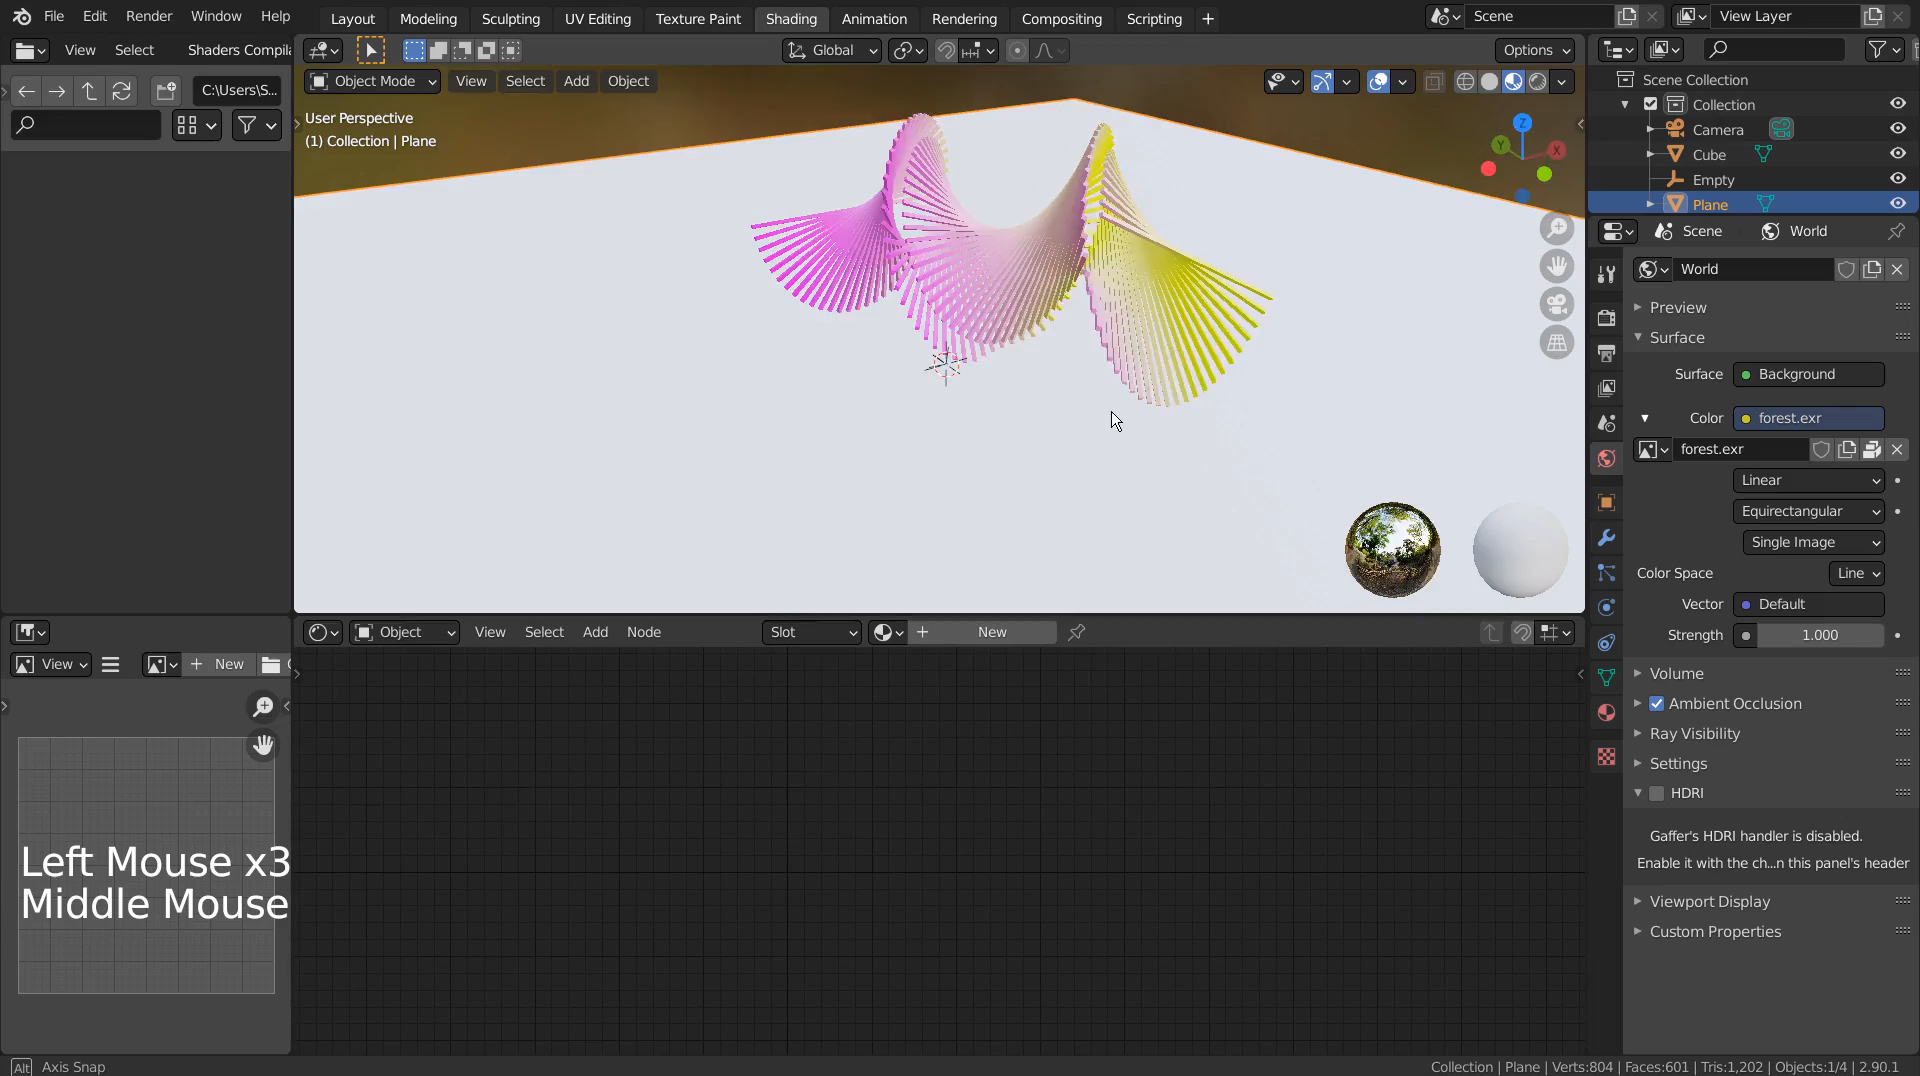 File Edit Render Window Help Layout Modeling Sculpting UV Editing Texture Paint Shading Animation Rendering Compositing Scripting + Scene View Layer
View Select Shaders Compila Global Options
C:\Users\S...
Object Mode View Select Add Object
User Perspective
(1) Collection | Plane
Z
Y
X
Scene Collection
Collection
Camera
Cube
Empty
Plane
Scene World
World
Preview
Surface
Surface Background
Color forest.exr
forest.exr
Linear
Equirectangular
Single Image
Color Space Line
Vector Default
Strength 1.000
Volume
Ambient Occlusion
Ray Visibility
Settings
HDRI
Gaffer's HDRI handler is disabled.
Enable it with the ch...n this panel's header
Viewport Display
Custom Properties
Object View Select Add Node Slot + New
View + New
Left Mouse x3
Middle Mouse
Alt Axis Snap
Collection | Plane | Verts:804 | Faces:601 | Tris:1,202 | Objects:1/4 | 2.90.1